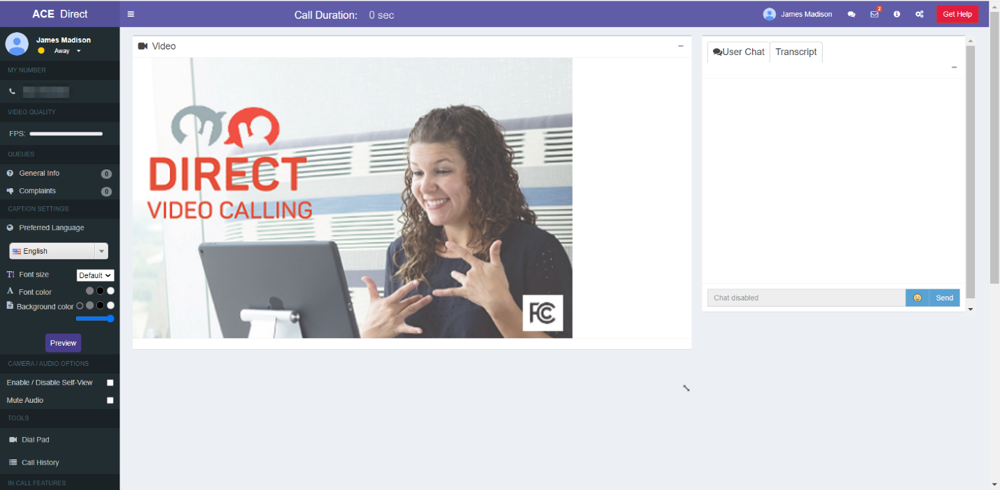 ACE Direct
Call Duration: 0 sec
James Madison
2
Get Help
James Madison
Away
MY NUMBER
VIDEO QUALITY
FPS:
QUEUES
General Info 0
Complaints 0
CAPTION SETTINGS
Preferred Language
English
Font size Default
Font color
Background color
Preview
CAMERA / AUDIO OPTIONS
Enable / Disable Self-View
Mute Audio
TOOLS
Dial Pad
Call History
IN CALL FEATURES
Video
DIRECT
VIDEO CALLING
FCC
User Chat Transcript
Chat disabled Send